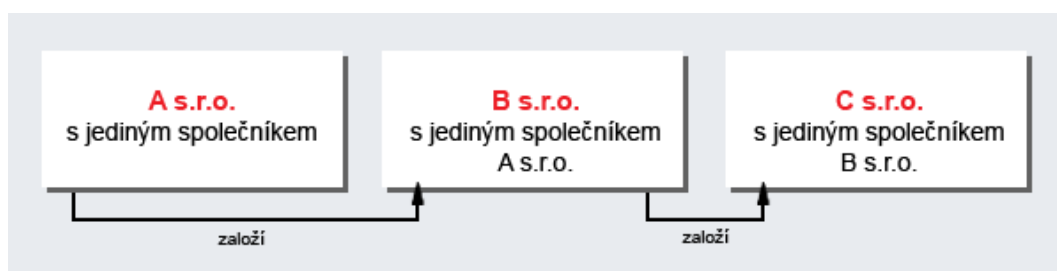 A s.r.o.
s jediným společníkem
B s.r.o.
s jediným společníkem
A s.r.o.
C s.r.o.
s jediným společníkem
B s.r.o.
založí
založí